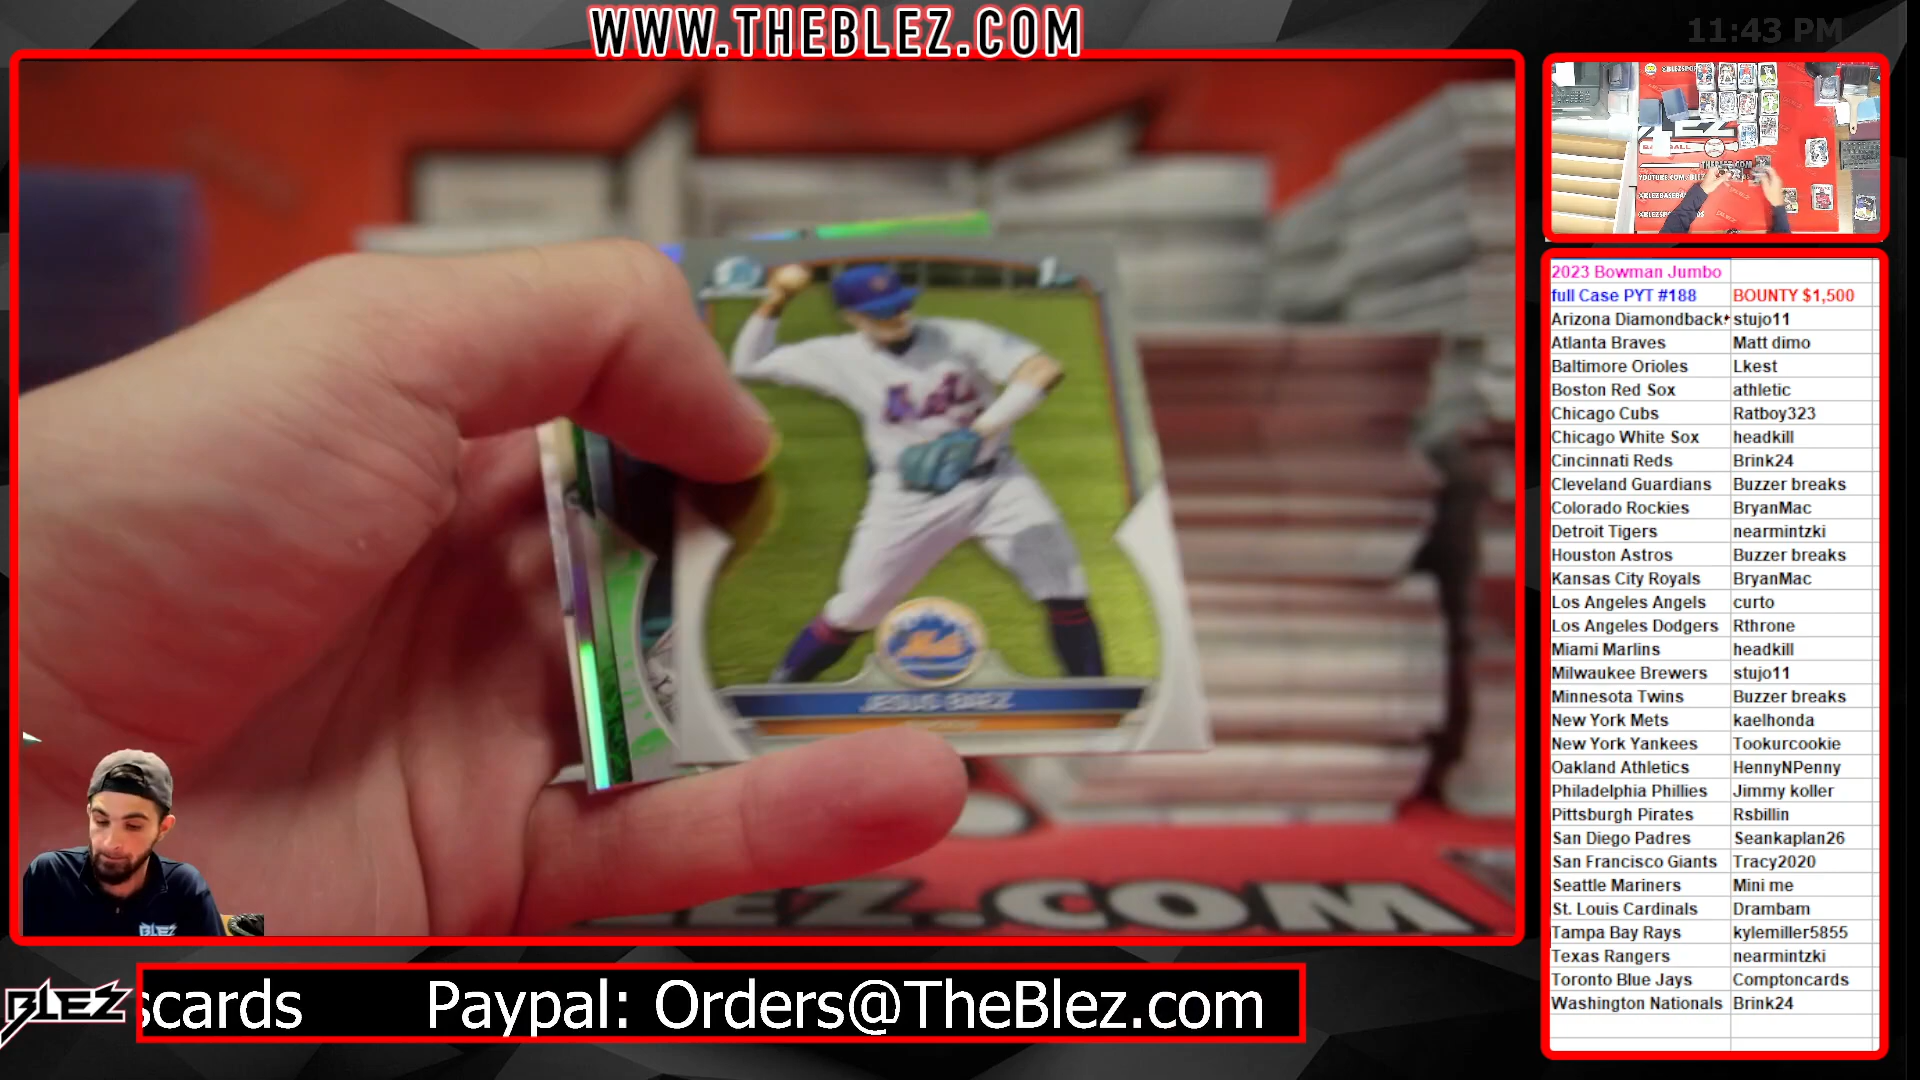 WWW.THEBLEZ.COM
11:43 PM
2023 Bowman Jumbo
full Case PYT #188 BOUNTY $1,500
Arizona Diamondback stujo11
Atlanta Braves Matt dimo
Baltimore Orioles Lkest
Boston Red Sox athletic
Chicago Cubs Ratboy323
Chicago White Sox headkill
Cincinnati Reds Brink24
Cleveland Guardians Buzzer breaks
Colorado Rockies BryanMac
Detroit Tigers nearmintzki
Houston Astros Buzzer breaks
Kansas City Royals BryanMac
Los Angeles Angels curto
Los Angeles Dodgers Rthrone
Miami Marlins headkill
Milwaukee Brewers stujo11
Minnesota Twins Buzzer breaks
New York Mets kaelhonda
New York Yankees Tookurcookie
Oakland Athletics HennyNPenny
Philadelphia Phillies Jimmy koller
Pittsburgh Pirates Rsbillin
San Diego Padres Seankaplan26
San Francisco Giants Tracy2020
Seattle Mariners Mini me
St. Louis Cardinals Drambam
Tampa Bay Rays kylemiller5855
Texas Rangers nearmintzki
Toronto Blue Jays Comptoncards
Washington Nationals Brink24
Mets
Mets
JESUS BAEZ
EZ.COM
BLEZ
BLEZ
scards Paypal: Orders@TheBlez.com